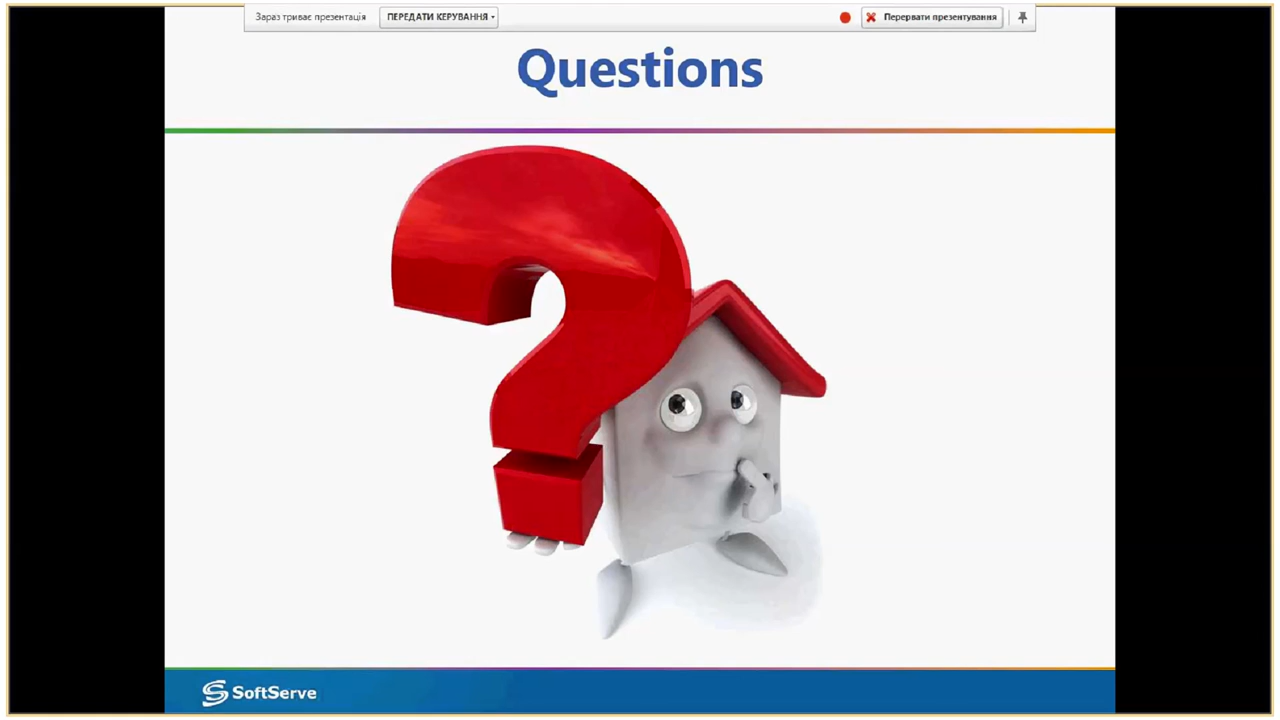 Зараз триває презентація
ПЕРЕДАТИ КЕРУВАННЯ
Перервати презентування
Questions
SoftServe